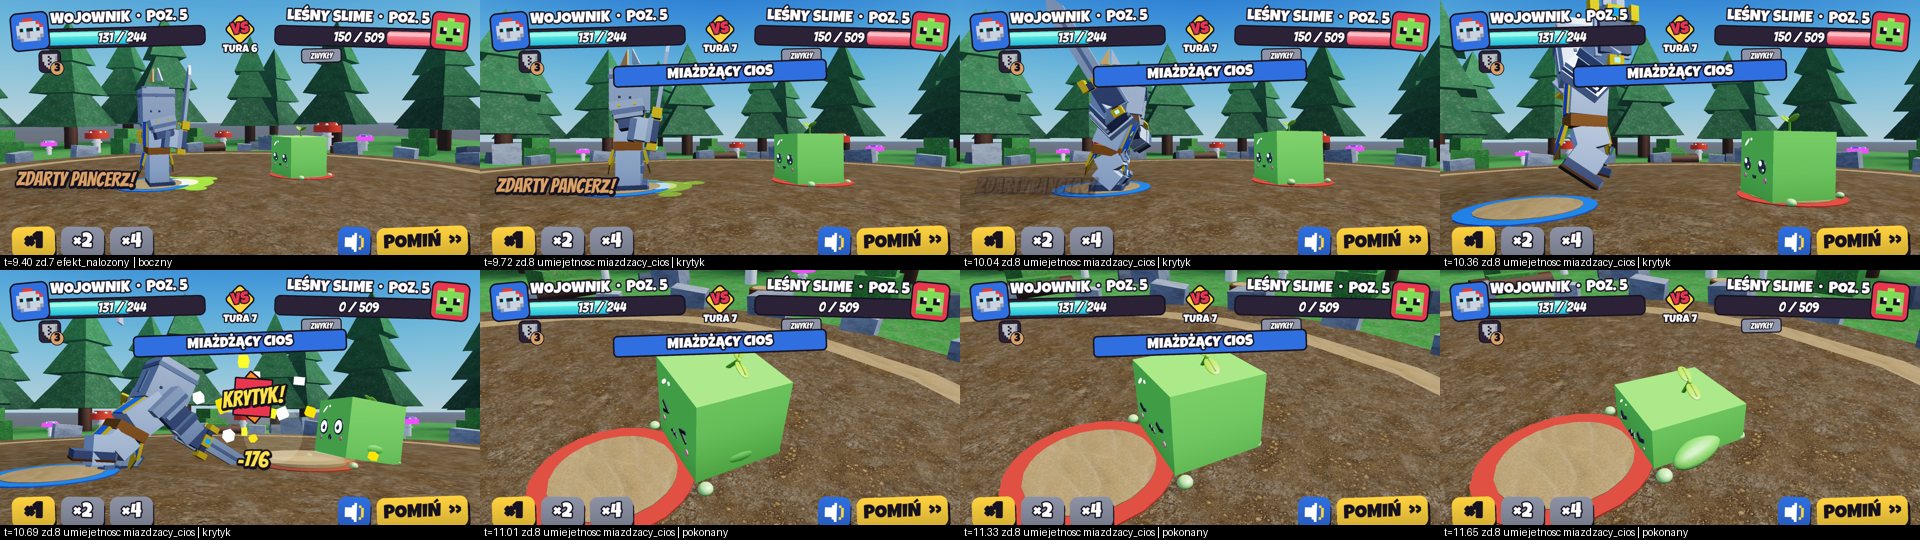 WOJOWNIK • POZ. 5
131 / 244
3
VS
TURA 6
LEŚNY SLIME • POZ. 5
150 / 509
ZWYKŁY
ZDARTY PANCERZ!
×1
×2
×4
POMIŃ >>
t=9.40 zd.7 efekt_nalozony | boczny
WOJOWNIK • POZ. 5
131 / 244
3
VS
TURA 7
LEŚNY SLIME • POZ. 5
150 / 509
ZWYKŁY
MIAŻDŻĄCY CIOS
ZDARTY PANCERZ!
×1
×2
×4
POMIŃ >>
t=9.72 zd.8 umiejetnosc miazdzacy_cios | krytyk
WOJOWNIK • POZ. 5
131 / 244
3
VS
TURA 7
LEŚNY SLIME • POZ. 5
150 / 509
ZWYKŁY
MIAŻDŻĄCY CIOS
ZDARTY PANCERZ!
×1
×2
×4
POMIŃ >>
t=10.04 zd.8 umiejetnosc miazdzacy_cios | krytyk
WOJOWNIK • POZ. 5
131 / 244
3
VS
TURA 7
LEŚNY SLIME • POZ. 5
150 / 509
ZWYKŁY
MIAŻDŻĄCY CIOS
×1
×2
×4
POMIŃ >>
t=10.36 zd.8 umiejetnosc miazdzacy_cios | krytyk
WOJOWNIK • POZ. 5
131 / 244
3
VS
TURA 7
LEŚNY SLIME • POZ. 5
0 / 509
ZWYKŁY
MIAŻDŻĄCY CIOS
KRYTYK!
-176
×1
×2
×4
POMIŃ >>
t=10.69 zd.8 umiejetnosc miazdzacy_cios | krytyk
WOJOWNIK • POZ. 5
131 / 244
3
VS
TURA 7
LEŚNY SLIME • POZ. 5
0 / 509
ZWYKŁY
MIAŻDŻĄCY CIOS
×1
×2
×4
POMIŃ >>
t=11.01 zd.8 umiejetnosc miazdzacy_cios | pokonany
WOJOWNIK • POZ. 5
131 / 244
3
VS
TURA 7
LEŚNY SLIME • POZ. 5
0 / 509
ZWYKŁY
MIAŻDŻĄCY CIOS
×1
×2
×4
POMIŃ >>
t=11.33 zd.8 umiejetnosc miazdzacy_cios | pokonany
WOJOWNIK • POZ. 5
131 / 244
3
VS
TURA 7
LEŚNY SLIME • POZ. 5
0 / 509
ZWYKŁY
×1
×2
×4
POMIŃ >>
t=11.65 zd.8 umiejetnosc miazdzacy_cios | pokonany